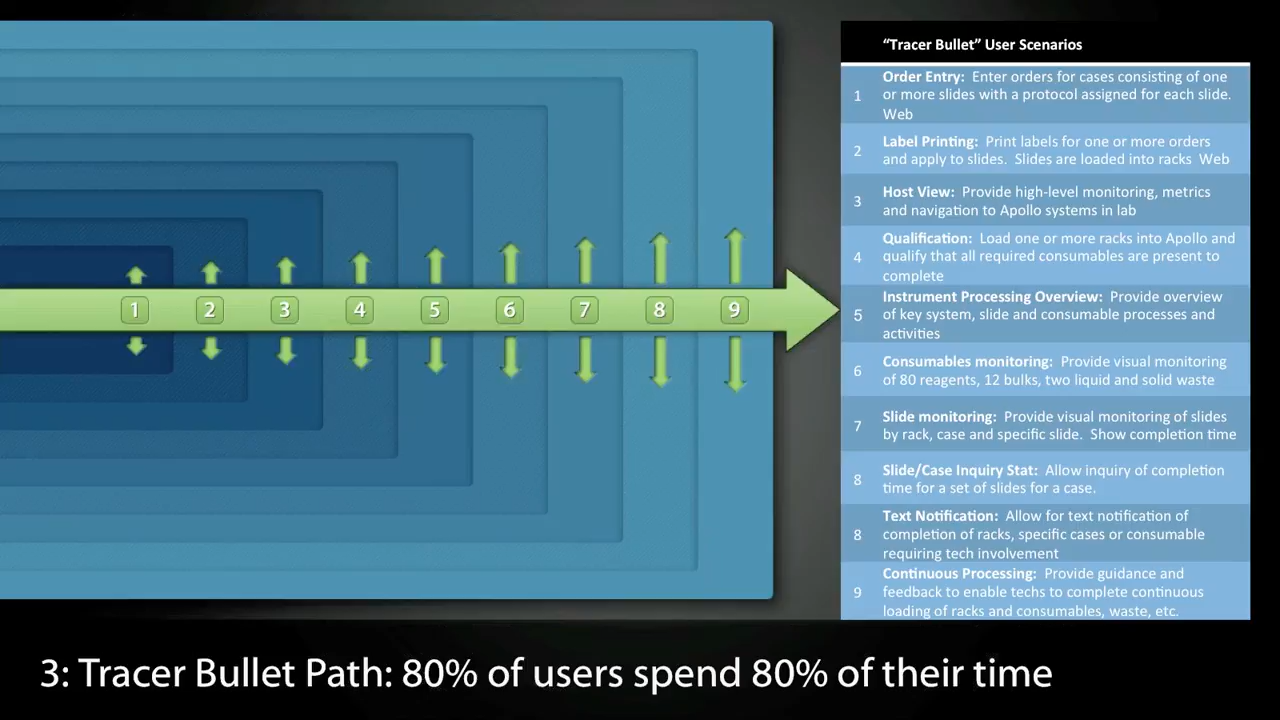 1 2 3 4 5 6 7 8 9
“Tracer Bullet” User Scenarios
1
Order Entry: Enter orders for cases consisting of one
or more slides with a protocol assigned for each slide.
Web
2
Label Printing: Print labels for one or more orders
and apply to slides. Slides are loaded into racks Web
3
Host View: Provide high-level monitoring, metrics
and navigation to Apollo systems in lab
4
Qualification: Load one or more racks into Apollo and
qualify that all required consumables are present to
complete
5
Instrument Processing Overview: Provide overview
of key system, slide and consumable processes and
activities
6
Consumables monitoring: Provide visual monitoring
of 80 reagents, 12 bulks, two liquid and solid waste
7
Slide monitoring: Provide visual monitoring of slides
by rack, case and specific slide. Show completion time
8
Slide/Case Inquiry Stat: Allow inquiry of completion
time for a set of slides for a case.
8
Text Notification: Allow for text notification of
completion of racks, specific cases or consumable
requiring tech involvement
9
Continuous Processing: Provide guidance and
feedback to enable techs to complete continuous
loading of racks and consumables, waste, etc.
3: Tracer Bullet Path: 80% of users spend 80% of their time